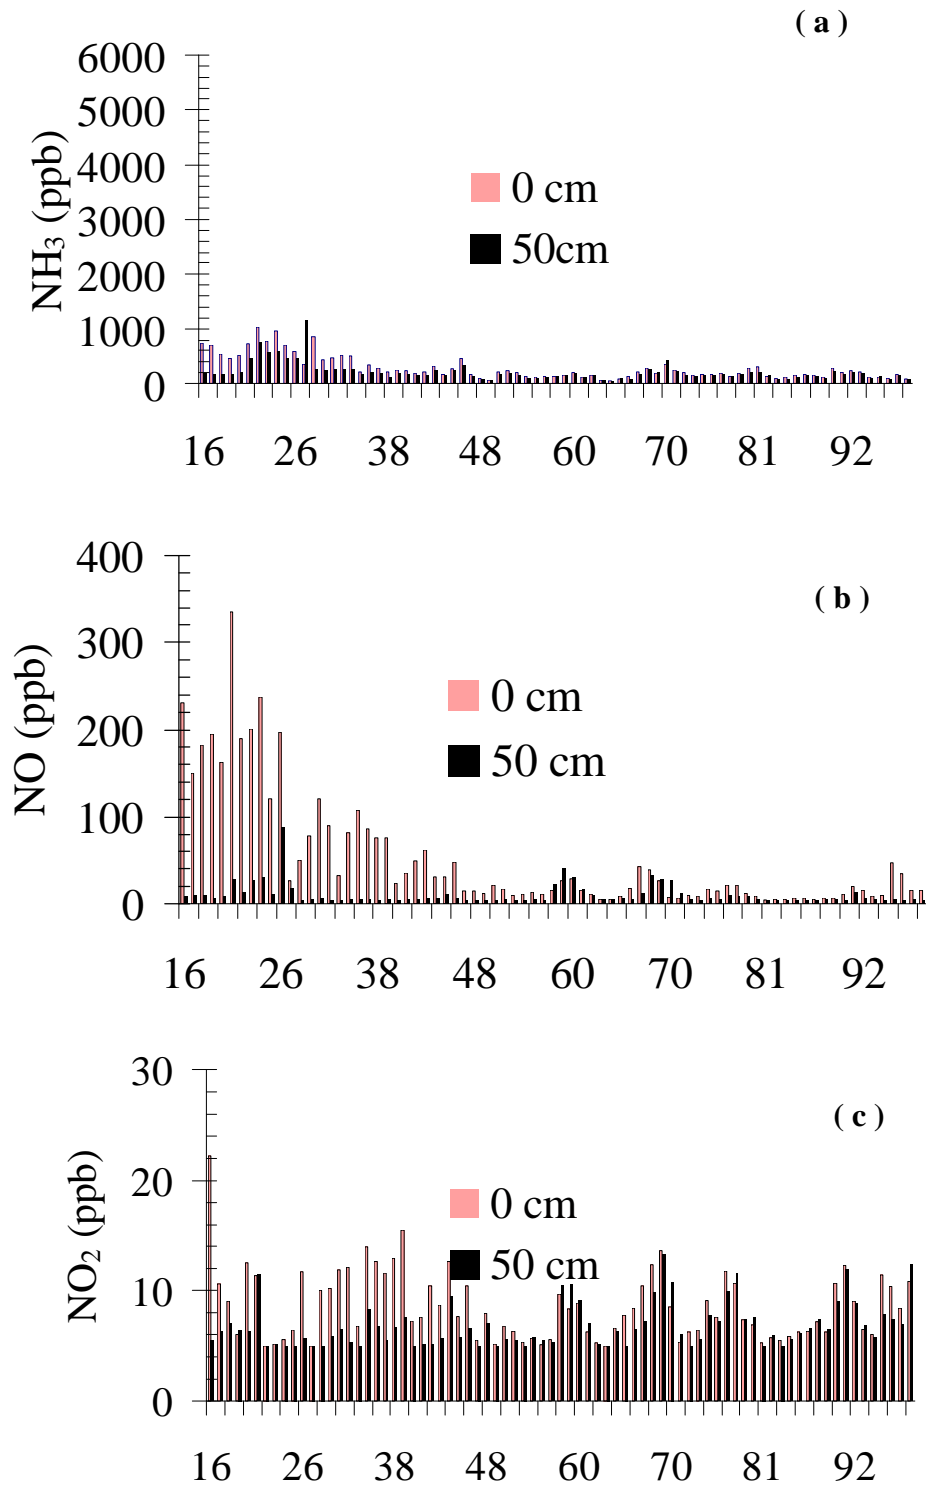 ( a )
6000
5000
4000
3000
2000
1000
0
NH₃ (ppb)
0 cm
50cm
16 26 38 48 60 70 81 92
400
300
200
100
0
NO (ppb)
( b )
0 cm
50 cm
16 26 38 48 60 70 81 92
30
20
10
0
NO₂ (ppb)
( c )
0 cm
50 cm
16 26 38 48 60 70 81 92